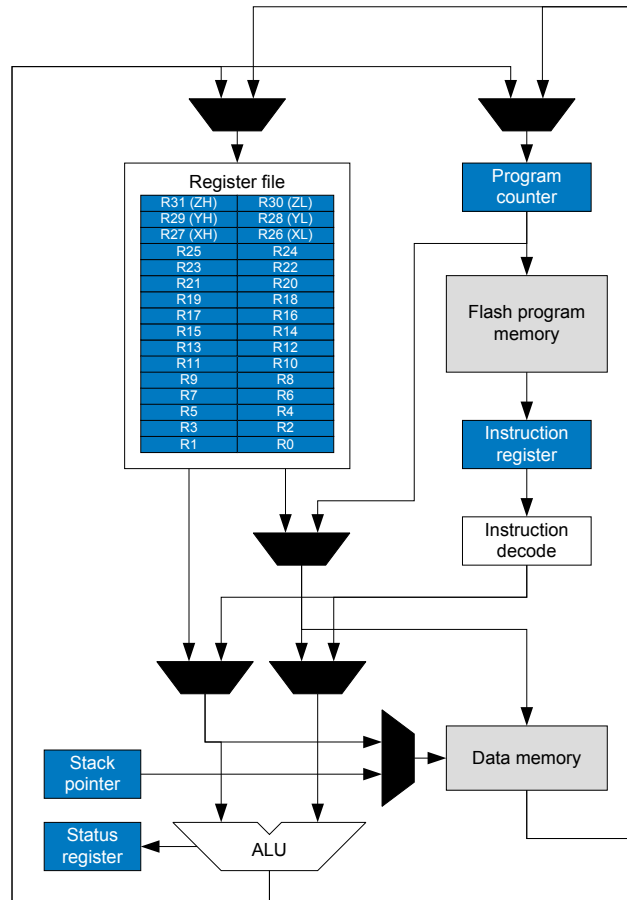 Register file
R31 (ZH) R30 (ZL)
R29 (YH) R28 (YL)
R27 (XH) R26 (XL)
R25 R24
R23 R22
R21 R20
R19 R18
R17 R16
R15 R14
R13 R12
R11 R10
R9 R8
R7 R6
R5 R4
R3 R2
R1 R0
Program
counter
Flash program
memory
Instruction
register
Instruction
decode
Stack
pointer
Data memory
Status
register
ALU